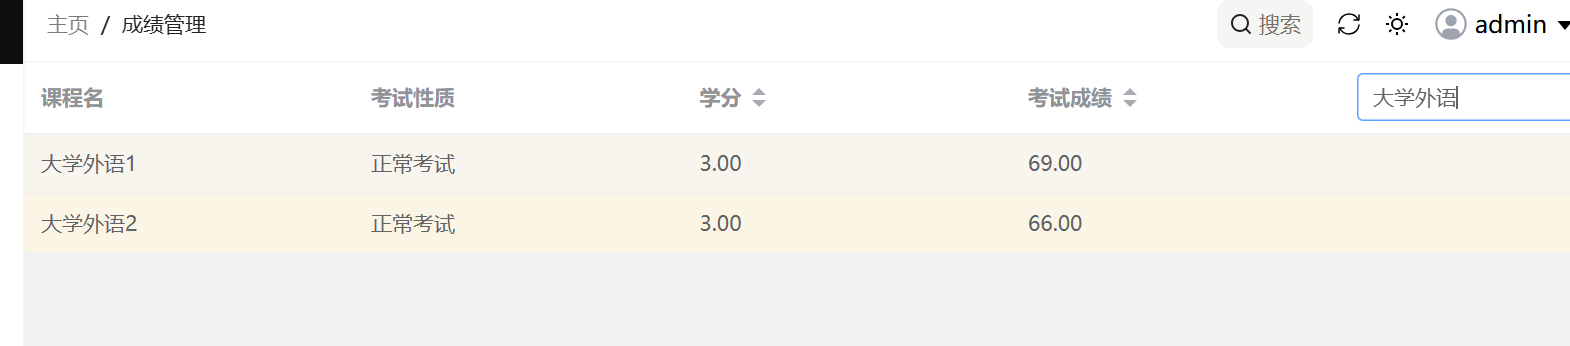 主页 / 成绩管理 搜索 admin
课程名 考试性质 学分 考试成绩 大学外语
大学外语1 正常考试 3.00 69.00
大学外语2 正常考试 3.00 66.00